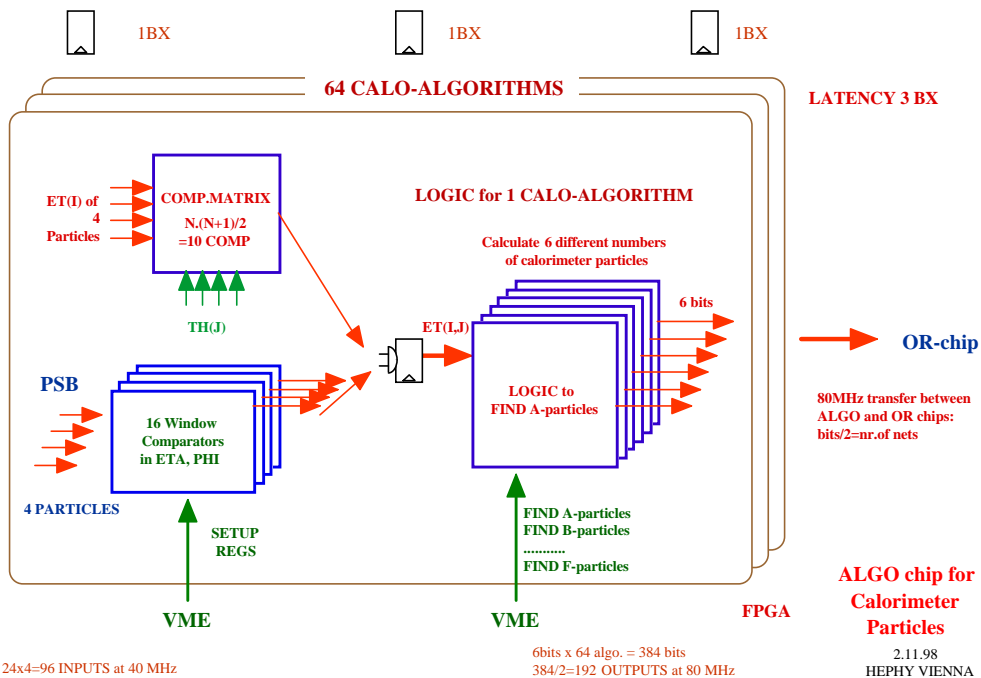 1BX
1BX
1BX
64 CALO-ALGORITHMS
LATENCY 3 BX
ET(I) of
4
Particles
COMP.MATRIX
N.(N+1)/2
=10 COMP
TH(J)
LOGIC for 1 CALO-ALGORITHM
Calculate 6 different numbers
of calorimeter particles
6 bits
ET(I,J)
LOGIC to
FIND A-particles
OR-chip
80MHz transfer between
ALGO and OR chips:
bits/2=nr.of nets
PSB
16 Window
Comparators
in ETA, PHI
4 PARTICLES
SETUP
REGS
FIND A-particles
FIND B-particles
............
FIND F-particles
VME
VME
FPGA
ALGO chip for
Calorimeter
Particles
2.11.98
HEPHY VIENNA
24x4=96 INPUTS at 40 MHz
6bits x 64 algo. = 384 bits
384/2=192 OUTPUTS at 80 MHz